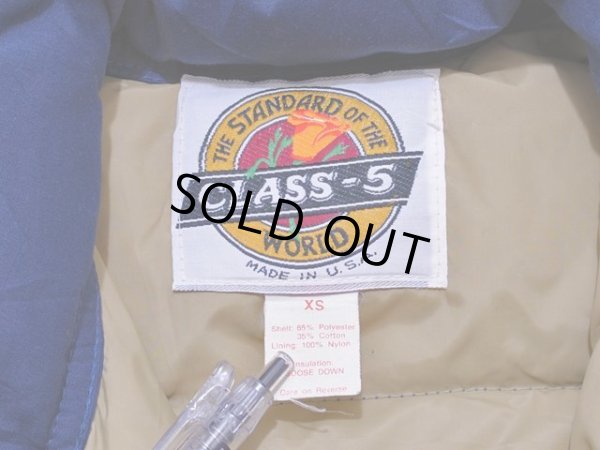 THE STANDARD OF THE
CLASS-5
WORLD
MADE IN U.S.A.
SOLD OUT
XS
Shell: 65% Polyester
35% Cotton
Lining: 100% Nylon
Insulation:
GOOSE DOWN
Care on Reverse